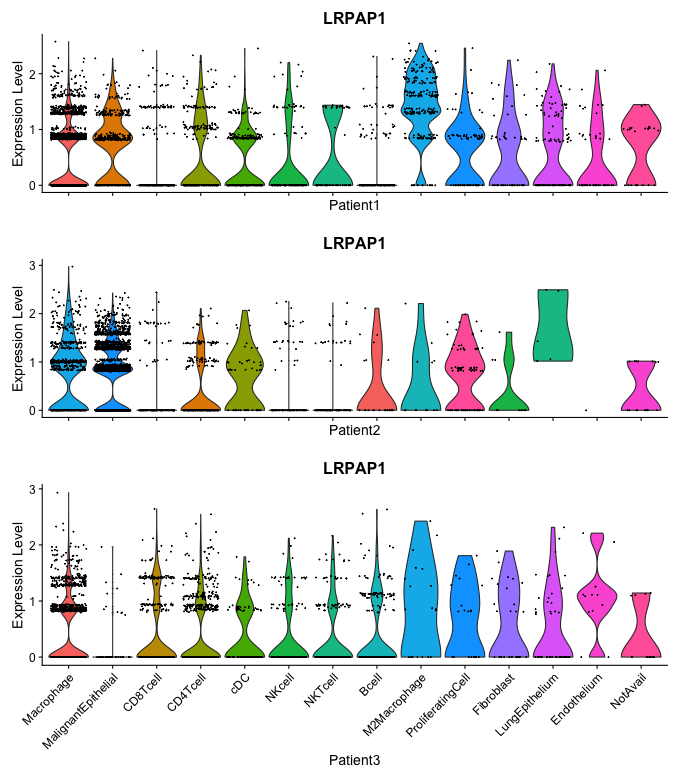 LRPAP1
Expression Level
2
1
0
Patient1
LRPAP1
Expression Level
3
2
1
0
Patient2
LRPAP1
Expression Level
3
2
1
0
Macrophage
MalignantEpithelial
CD8Tcell
CD4Tcell
cDC
NKcell
NKTcell
Bcell
M2Macrophage
ProliferatingCell
Fibroblast
LungEpithelium
Endothelium
NotAvail
Patient3